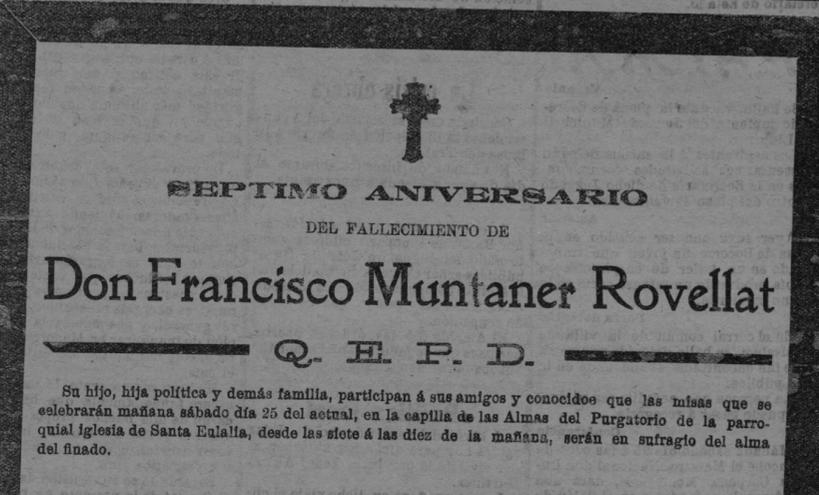 SEPTIMO ANIVERSARIO
DEL FALLECIMIENTO DE
Don Francisco Muntaner Rovellat
Q. E. P. D.
Su hijo, hija política y demás familia, participan á sus amigos y conocidos que las misas que se
celebrarán mañana sábado día 25 del actual, en la capilla de las Almas del Purgatorio de la parro-
quial iglesia de Santa Eulalia, desde las siete á las diez de la mañana, serán en sufragio del alma
del finado.